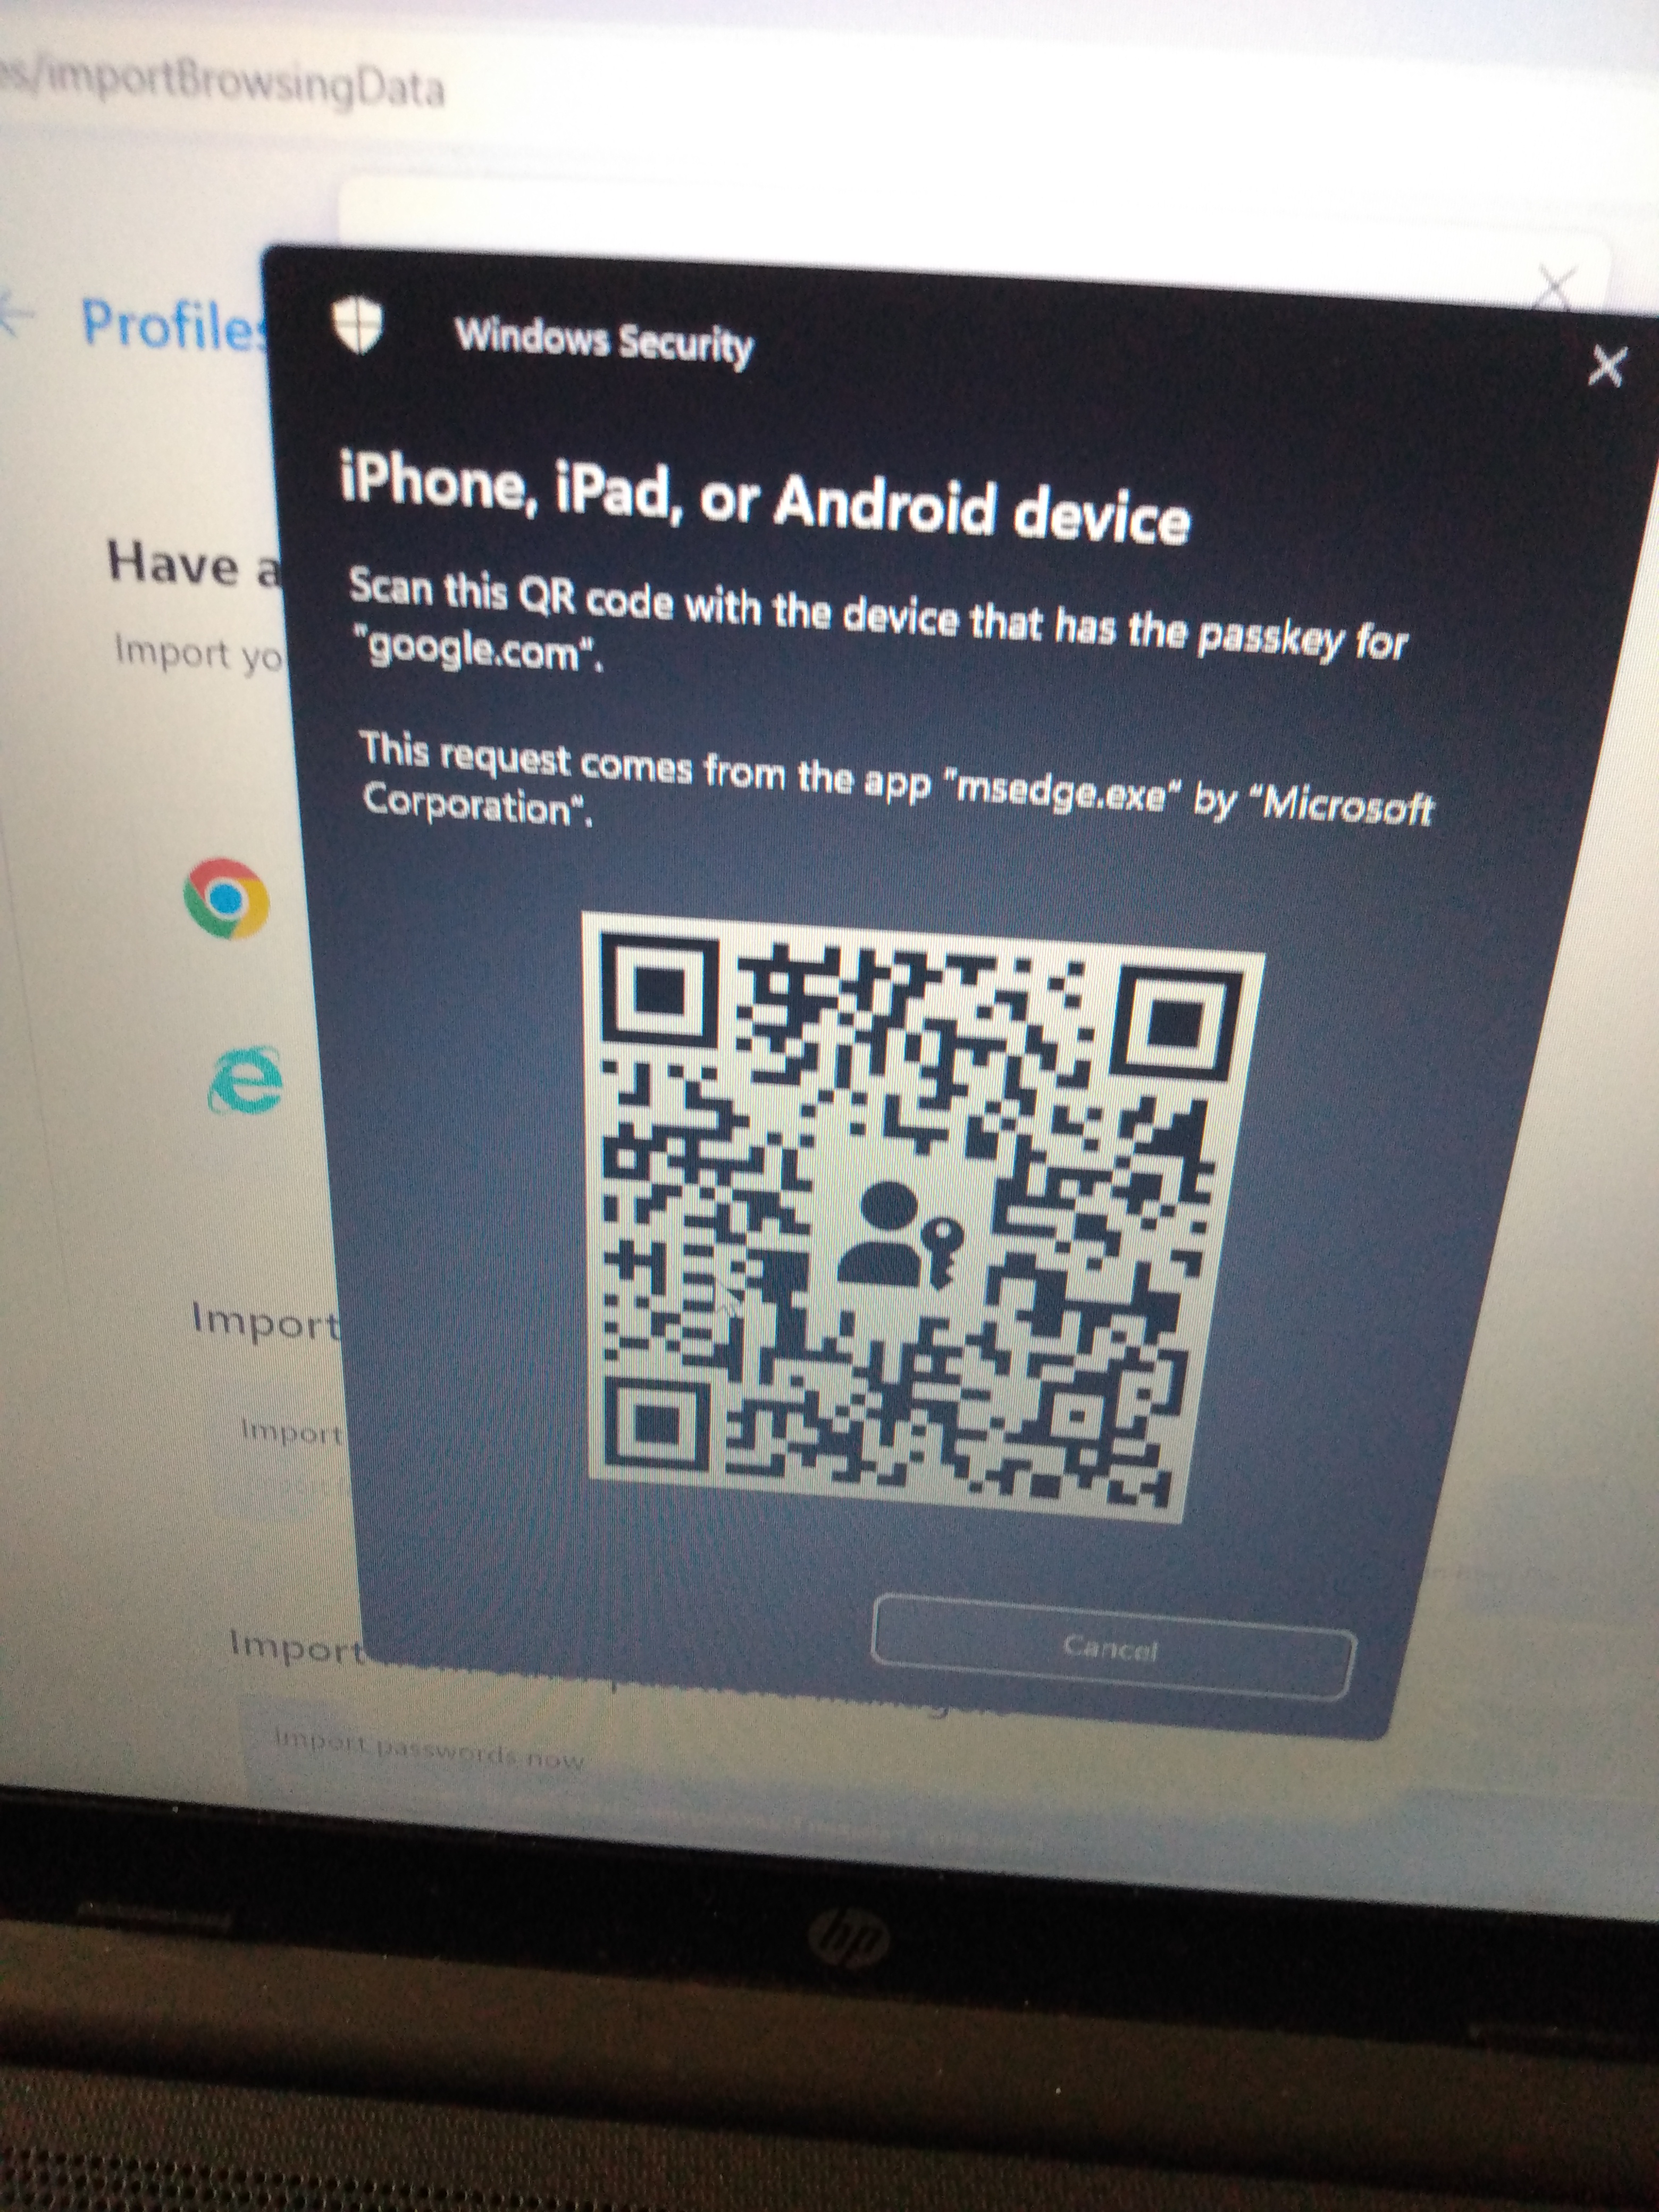 es/importBrowsingData
Profiles
Windows Security
iPhone, iPad, or Android device
Have a
Scan this QR code with the device that has the passkey for
"google.com".
Import yo
This request comes from the app "msedge.exe" by "Microsoft
Corporation".
Import
Import
Import
Cancel
Import passwords now
hp